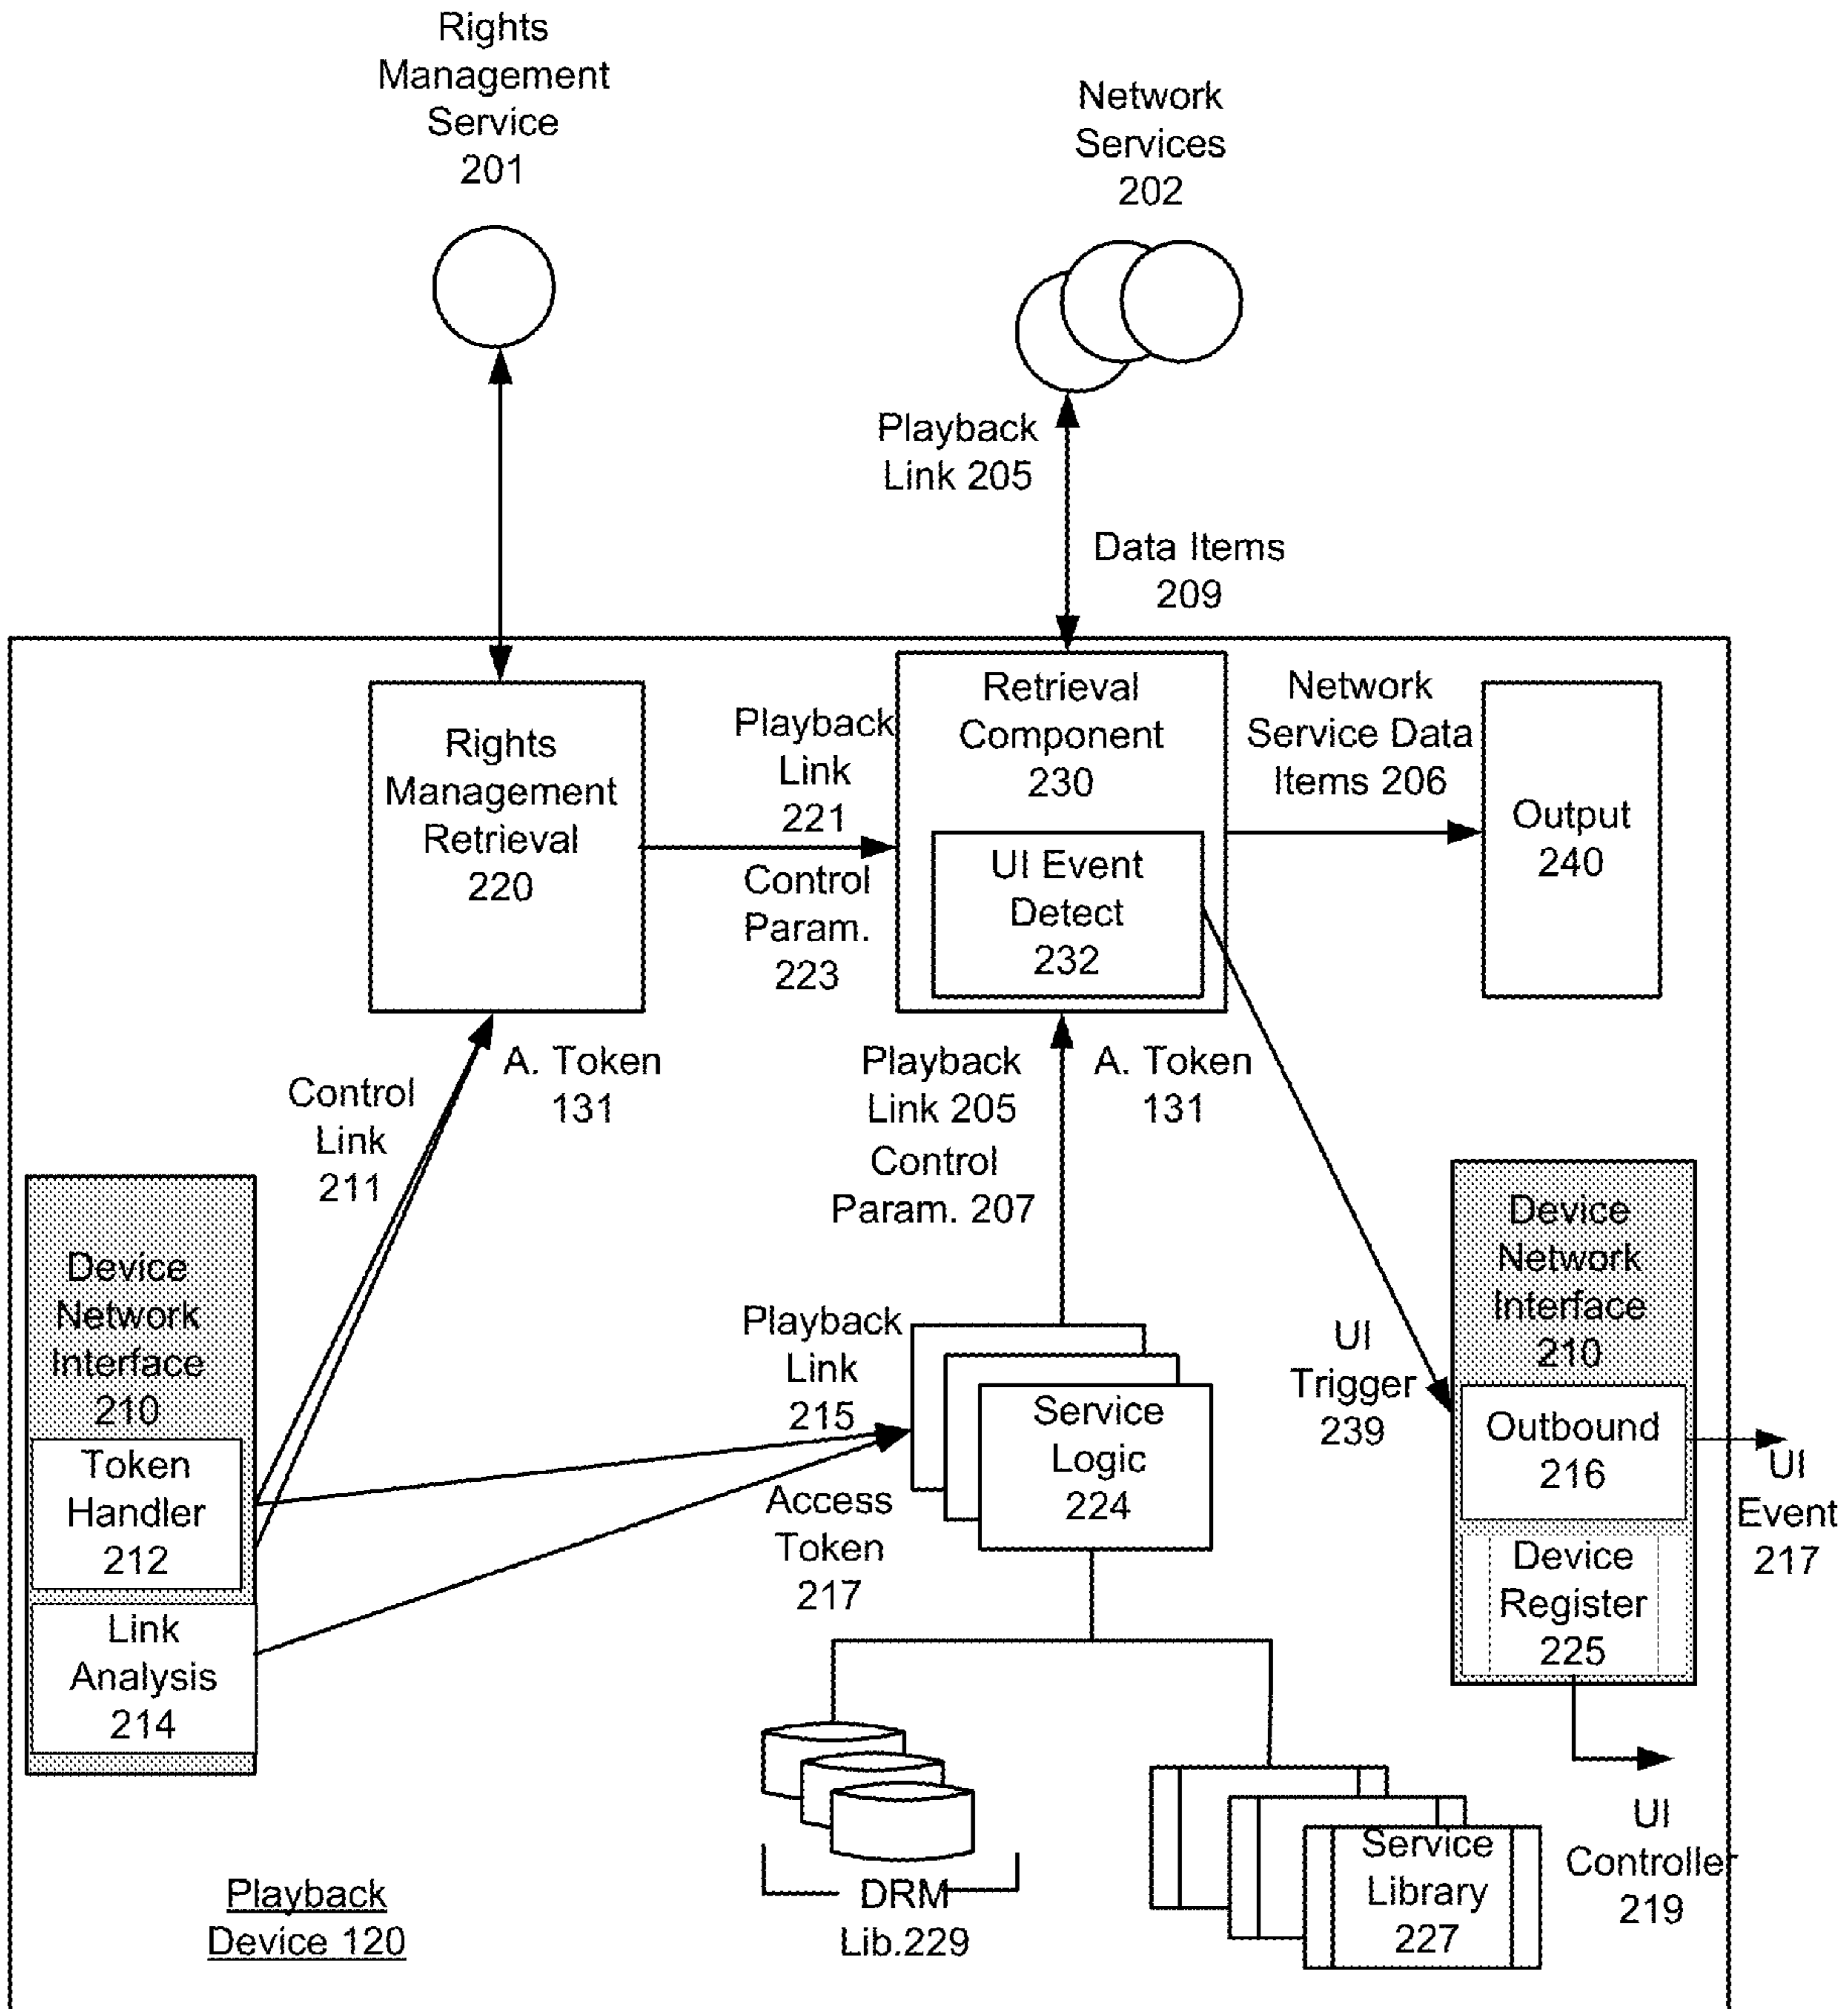 Rights
Management
Service
201
Network
Services
202
Playback
Link 205
Data Items
209
Rights
Management
Retrieval
220
Playback
Link
221
Control
Param.
223
Retrieval
Component
230
UI Event
Detect
232
Network
Service Data
Items 206
Output
240
Control
Link
211
A. Token
131
Playback
Link 205
Control
Param. 207
A. Token
131
Device
Network
Interface
210
Token
Handler
212
Link
Analysis
214
Playback
Link
215
Access
Token
217
Service
Logic
224
UI
Trigger
239
Device
Network
Interface
210
Outbound
216
Device
Register
225
UI
Event
217
UI
Controller
219
DRM
Lib.229
Service
Library
227
Playback
Device 120